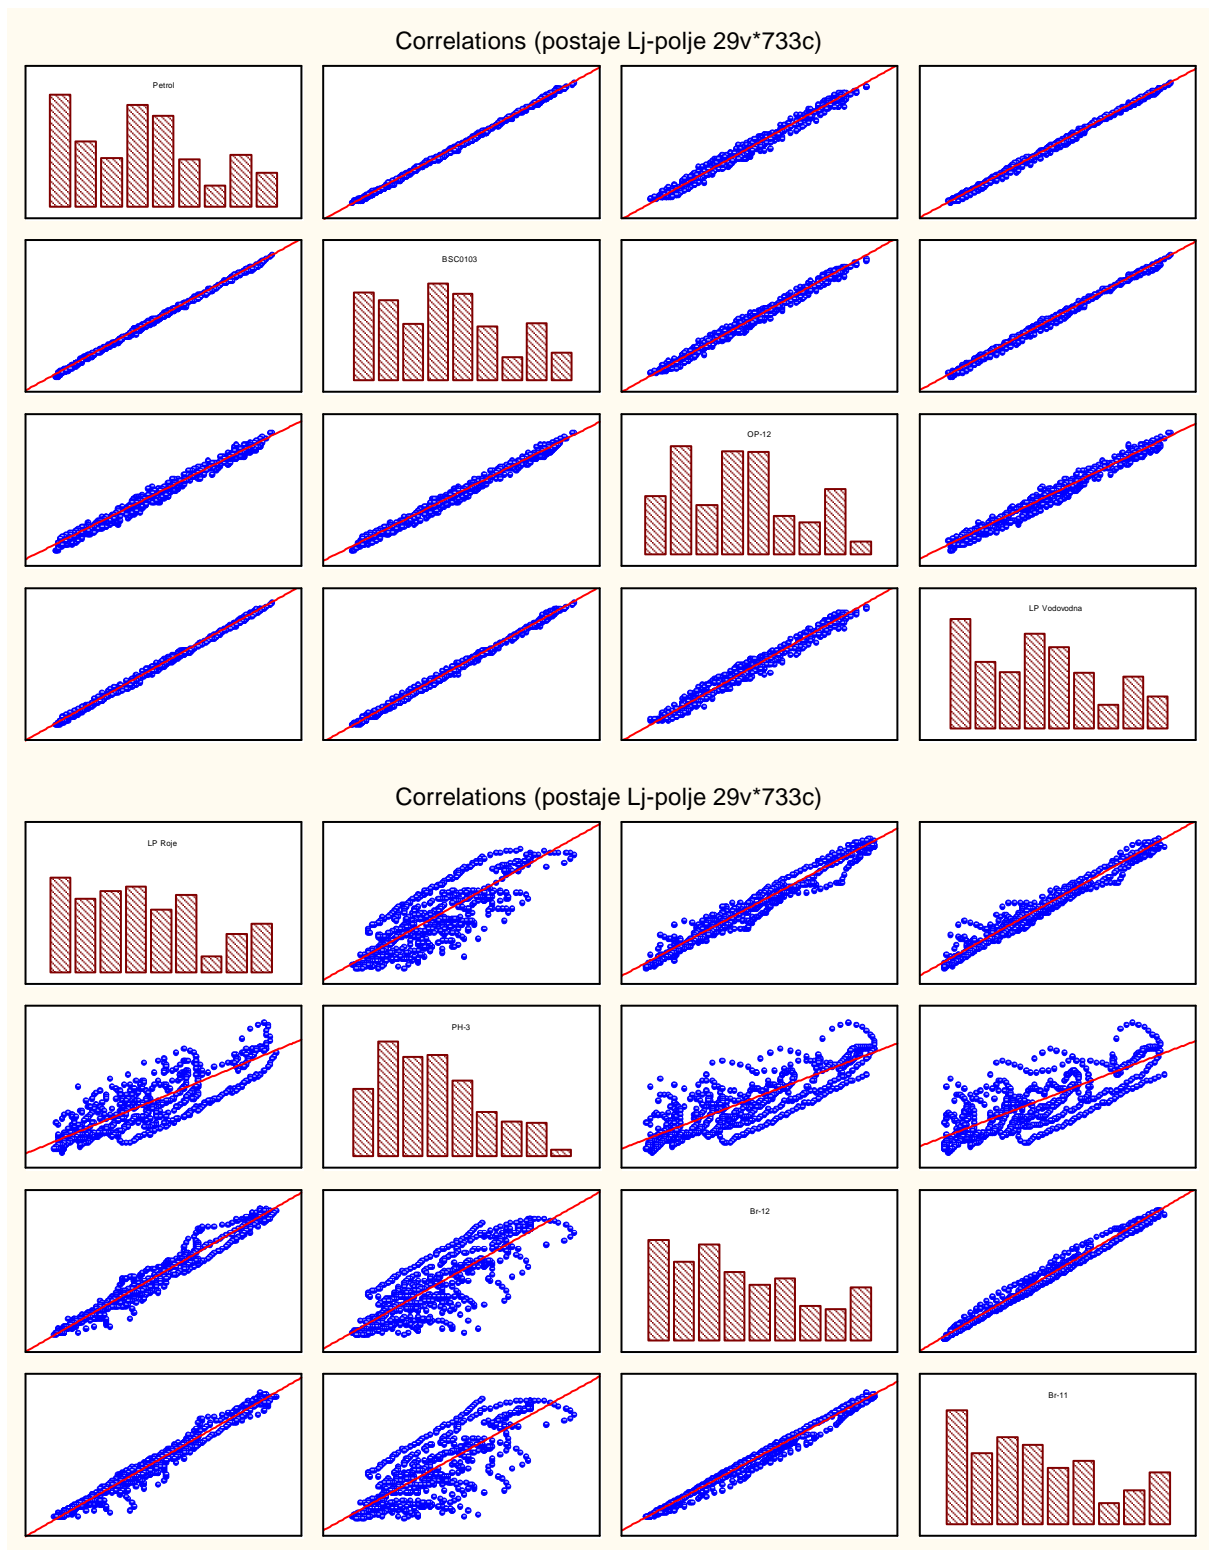 Correlations (postaje Lj-polje 29v*733c)
Petrol
BSC0103
OP-12
LP Vodovodna
Correlations (postaje Lj-polje 29v*733c)
LP Roje
PH-3
Br-12
Br-11